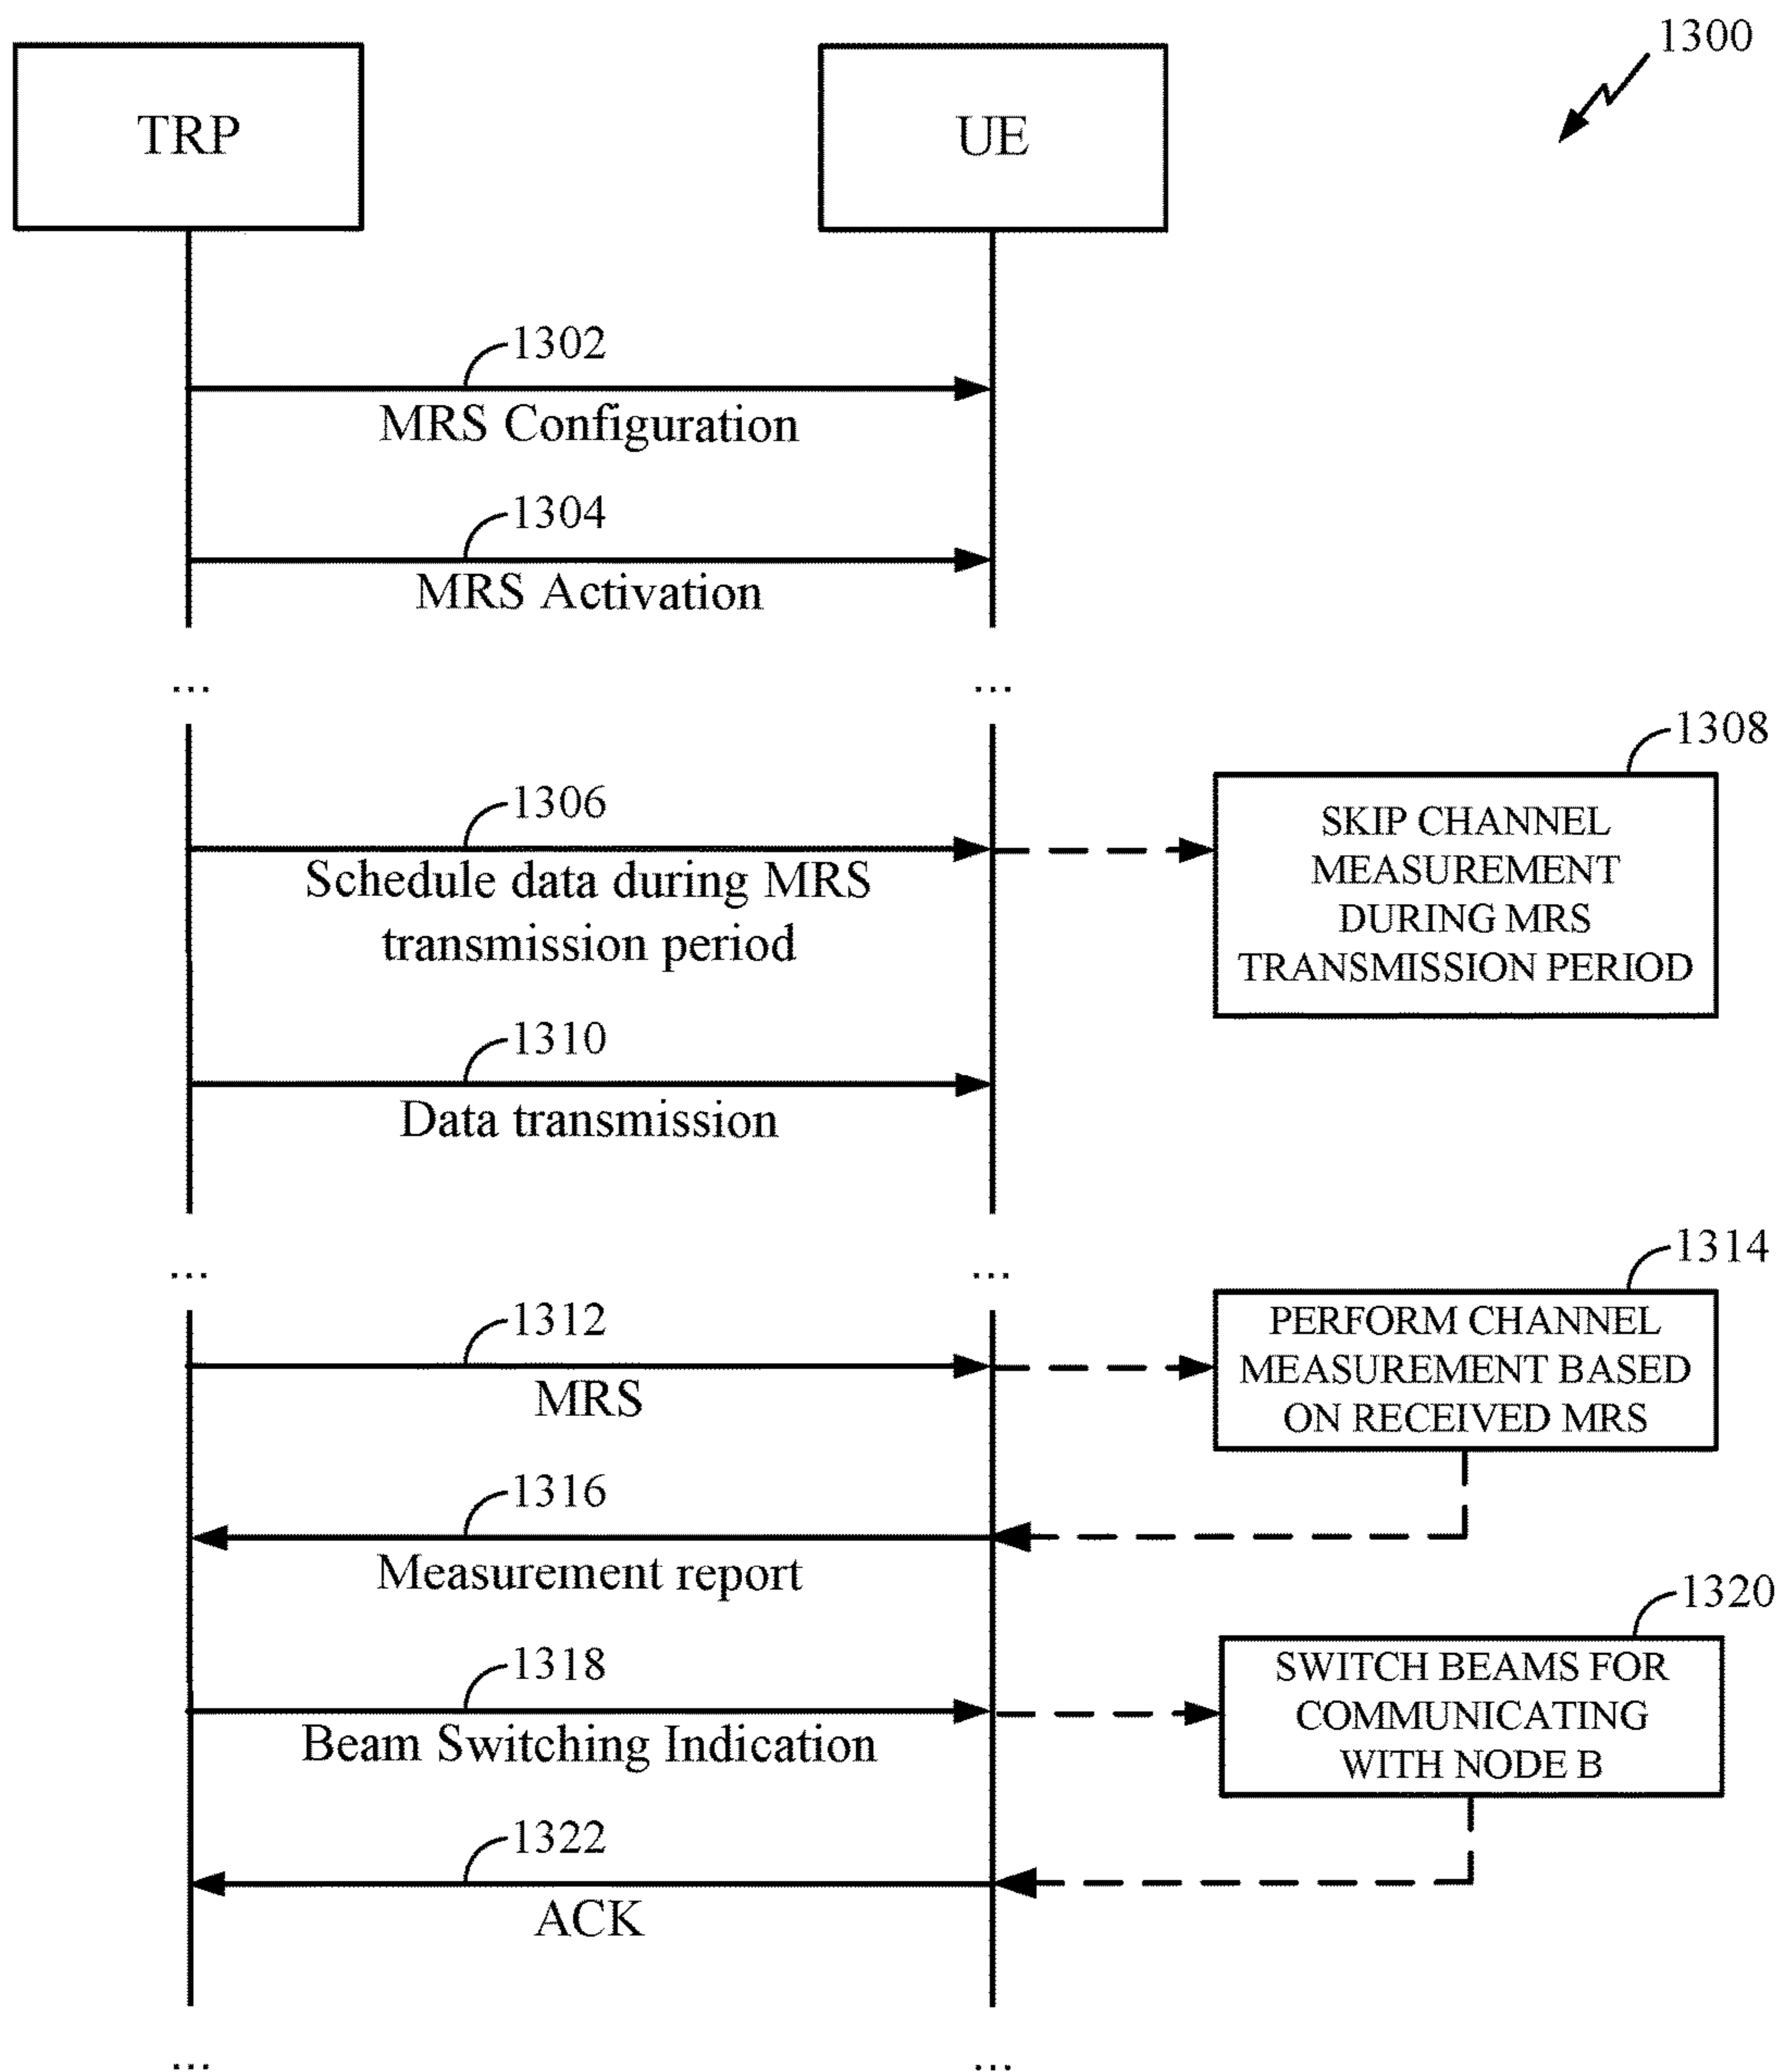 1300
TRP
UE
1302
MRS Configuration
1304
MRS Activation
... ...
1306
Schedule data during MRS
transmission period
1308
SKIP CHANNEL
MEASUREMENT
DURING MRS
TRANSMISSION PERIOD
1310
Data transmission
... ...
1312
MRS
1314
PERFORM CHANNEL
MEASUREMENT BASED
ON RECEIVED MRS
1316
Measurement report
1318
Beam Switching Indication
1320
SWITCH BEAMS FOR
COMMUNICATING
WITH NODE B
1322
ACK
... ...